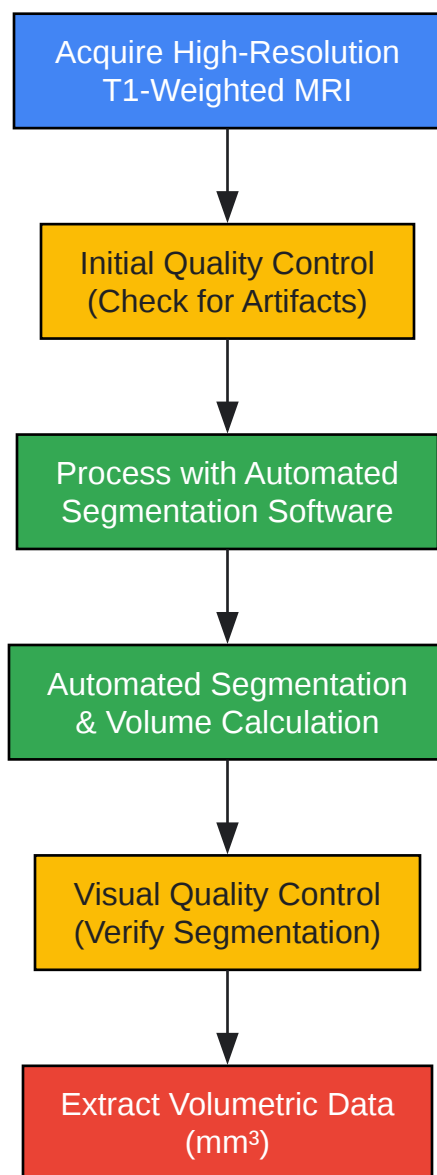 Acquire High-Resolution
T1-Weighted MRI
Initial Quality Control
(Check for Artifacts)
Process with Automated
Segmentation Software
Automated Segmentation
& Volume Calculation
Visual Quality Control
(Verify Segmentation)
Extract Volumetric Data
(mm³)